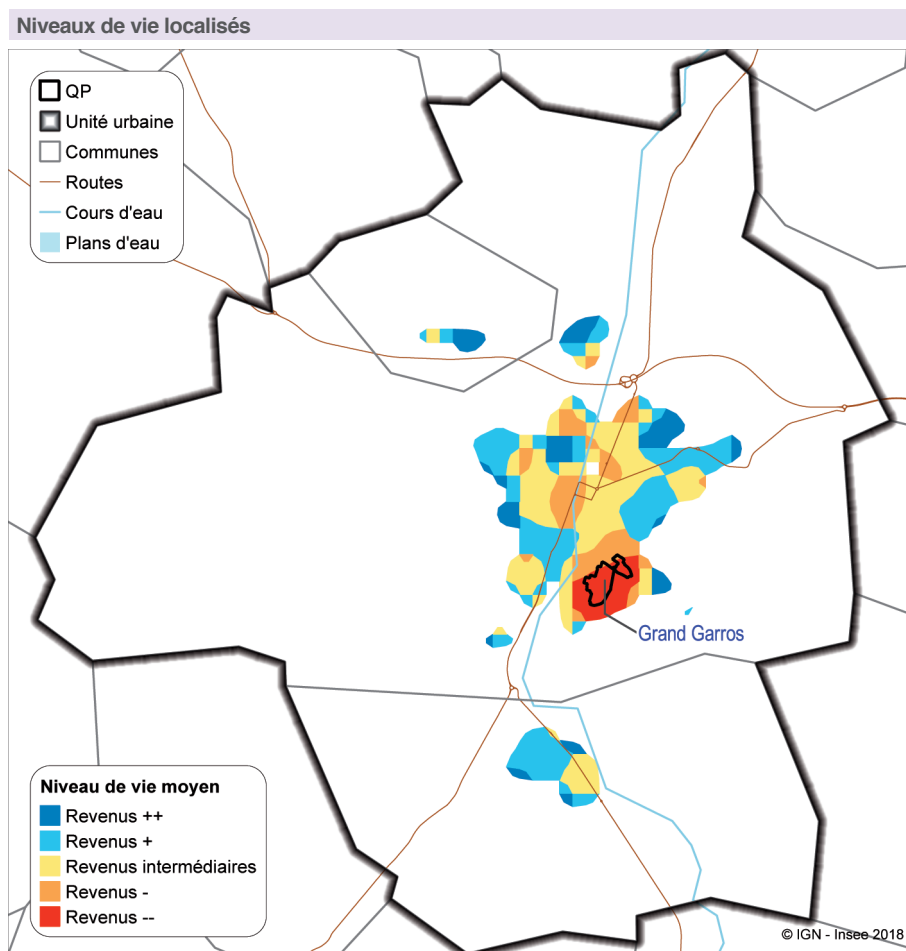 Niveaux de vie localisés
QP
Unité urbaine
Communes
Routes
Cours d'eau
Plans d'eau
Grand Garros
Niveau de vie moyen
Revenus ++
Revenus +
Revenus intermédiaires
Revenus -
Revenus --
© IGN - Insee 2018